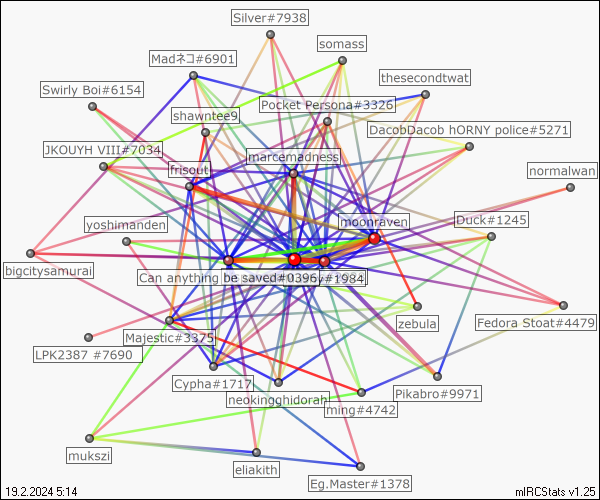 Silver#7938
somass
Madネコ#6901
thesecondtwat
Swirly Boi#6154
Pocket Persona#3326
shawntee9
DacobDacob hORNY police#5271
JKOUYH VIII#7034
marcemadness
frisout
normalwan
moonraven
yoshimanden
Duck#1245
bigcitysamurai
Can anything be saved#0396
y#1984
zebula
Fedora Stoat#4479
Majestic#3375
LPK2387 #7690
Cypha#1717
Pikabro#9971
neokingghidorah
ming#4742
mukszi
eliakith
Eg.Master#1378
19.2.2024 5:14
mIRCStats v1.25